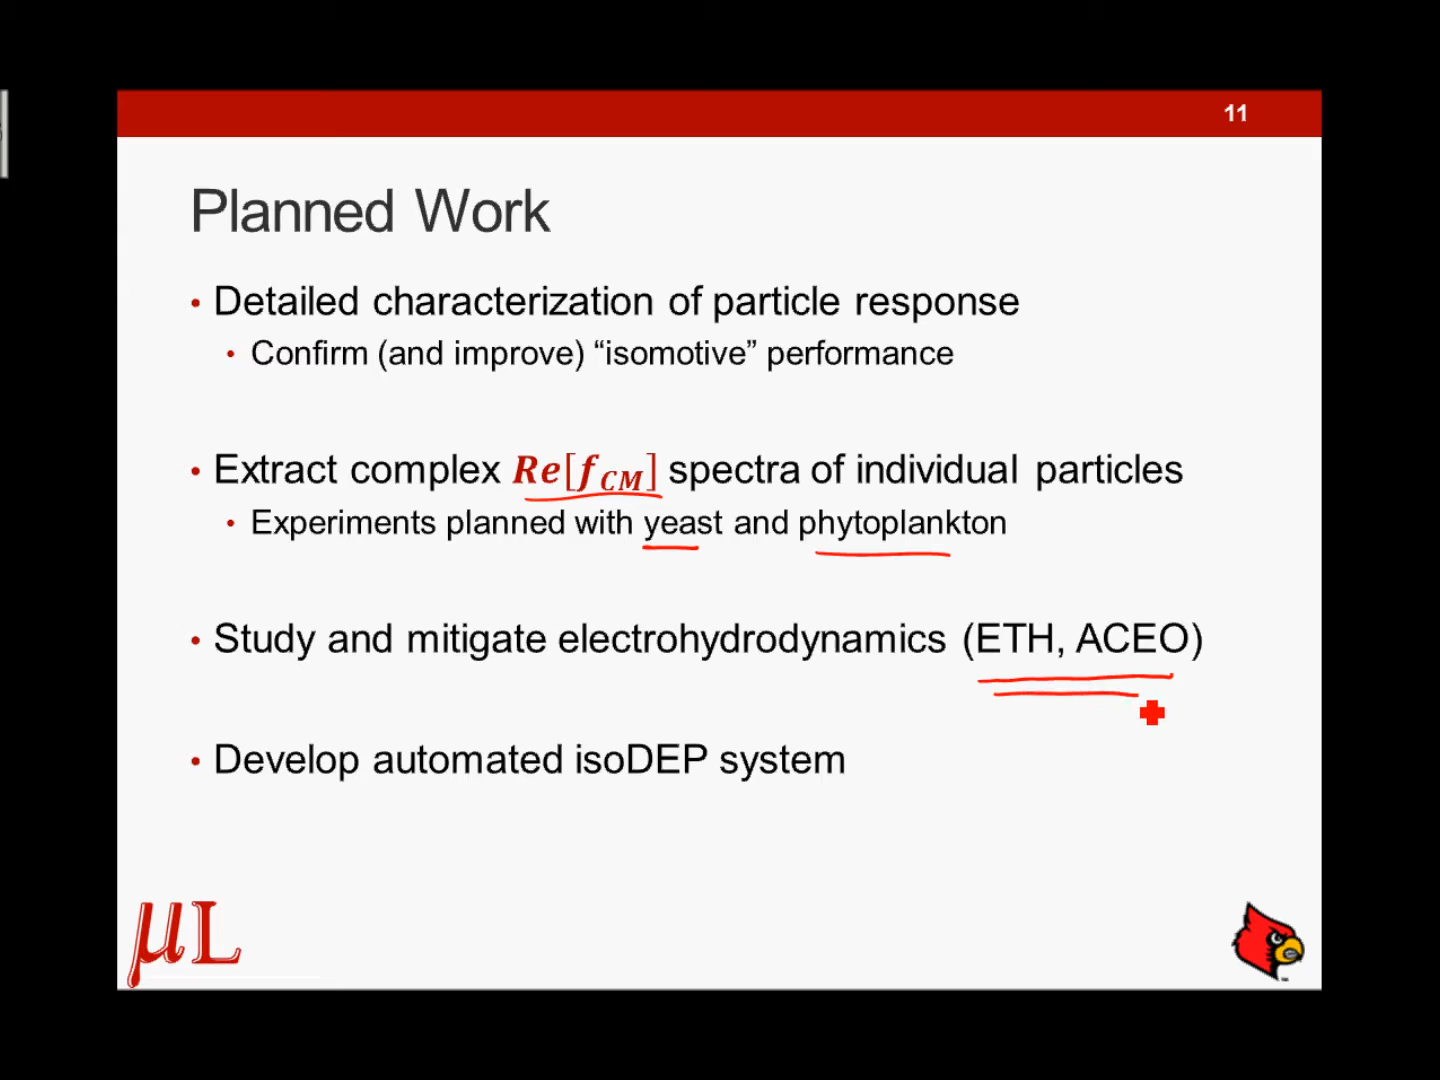 11
Planned Work
• Detailed characterization of particle response
• Confirm (and improve) “isomotive” performance
• Extract complex Re[f_CM] spectra of individual particles
• Experiments planned with yeast and phytoplankton
• Study and mitigate electrohydrodynamics (ETH, ACEO)
• Develop automated isoDEP system
μL